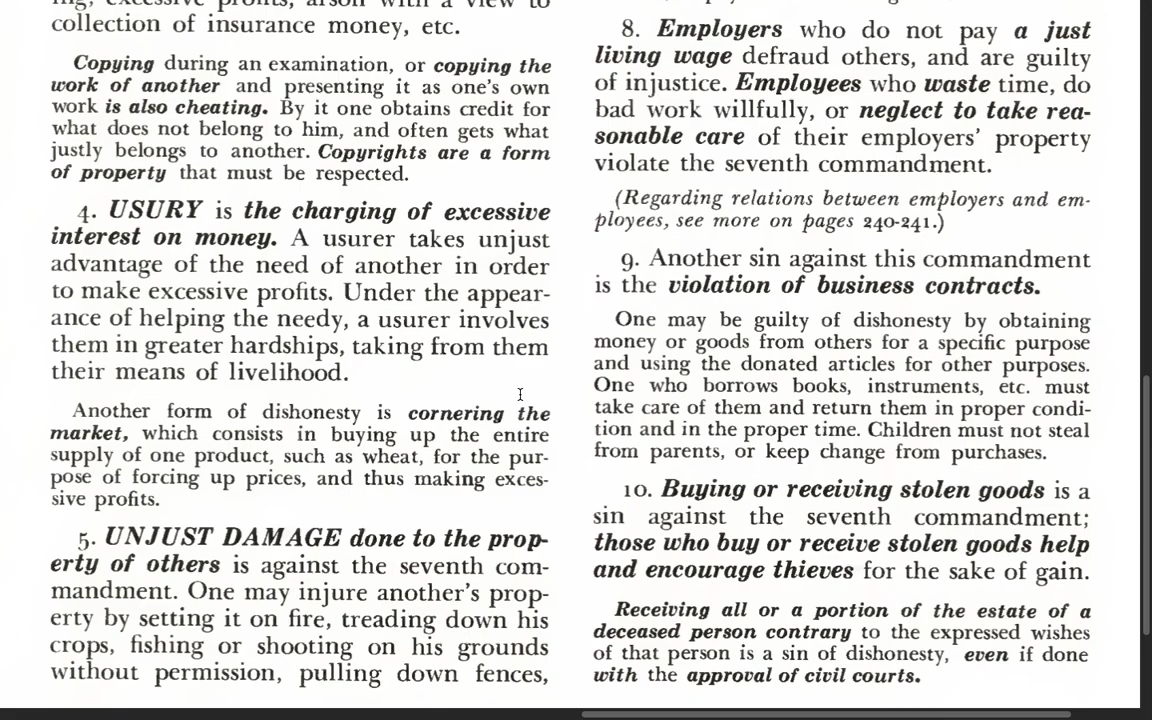 collection of insurance money, etc.
Copying during an examination, or copying the
work of another and presenting it as one's own
work is also cheating. By it one obtains credit for
what does not belong to him, and often gets what
justly belongs to another. Copyrights are a form
of property that must be respected.
4. USURY is the charging of excessive
interest on money. A usurer takes unjust
advantage of the need of another in order
to make excessive profits. Under the appear-
ance of helping the needy, a usurer involves
them in greater hardships, taking from them
their means of livelihood.
Another form of dishonesty is cornering the
market, which consists in buying up the entire
supply of one product, such as wheat, for the pur-
pose of forcing up prices, and thus making exces-
sive profits.
5. UNJUST DAMAGE done to the prop-
erty of others is against the seventh com-
mandment. One may injure another's prop-
erty by setting it on fire, treading down his
crops, fishing or shooting on his grounds
without permission, pulling down fences,
8. Employers who do not pay a just
living wage defraud others, and are guilty
of injustice. Employees who waste time, do
bad work willfully, or neglect to take rea-
sonable care of their employers' property
violate the seventh commandment.
(Regarding relations between employers and em-
ployees, see more on pages 240-241.)
9. Another sin against this commandment
is the violation of business contracts.
One may be guilty of dishonesty by obtaining
money or goods from others for a specific purpose
and using the donated articles for other purposes.
One who borrows books, instruments, etc. must
take care of them and return them in proper condi-
tion and in the proper time. Children must not steal
from parents, or keep change from purchases.
10. Buying or receiving stolen goods is a
sin against the seventh commandment;
those who buy or receive stolen goods help
and encourage thieves for the sake of gain.
Receiving all or a portion of the estate of a
deceased person contrary to the expressed wishes
of that person is a sin of dishonesty, even if done
with the approval of civil courts.